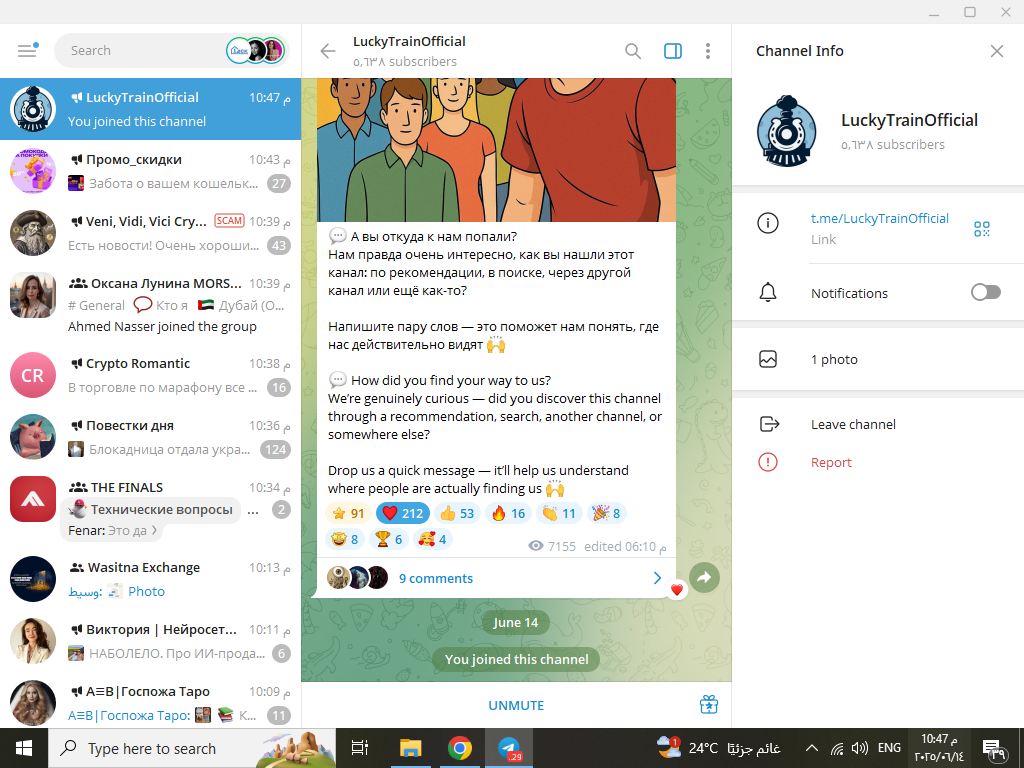 Search
LuckyTrainOfficial
10:47 م
You joined this channel
Промо_скидки
10:43 م
Забота о вашем кошельк...
27
Veni, Vidi, Vici Cry...
SCAM
10:39 م
Есть новости! Очень хороши...
43
Оксана Лунина MORS...
10:39 م
# General
Кто я
Дубай (О...
Ahmed Nasser joined the group
CR
Crypto Romantic
10:38 م
В торговле по марафону все ...
16
Повестки дня
10:36 م
Блокадница отдала укра...
124
THE FINALS
10:34 م
Технические вопросы
...
2
Fenar: Это да
Wasitna Exchange
10:13 م
وسيط: Photo
Виктория | Нейросет...
10:11 م
НАБОЛЕЛО. Про ИИ-прода...
6
А≡В|Госпожа Таро
10:09 م
А≡В|Госпожа Таро: К...
11
LuckyTrainOfficial
٥,٦٣٨ subscribers
💬 А вы откуда к нам попали?
Нам правда очень интересно, как вы нашли этот
канал: по рекомендации, в поиске, через другой
канал или ещё как-то?
Напишите пару слов — это поможет нам понять, где
нас действительно видят 🙌
💬 How did you find your way to us?
We're genuinely curious — did you discover this channel
through a recommendation, search, another channel, or
somewhere else?
Drop us a quick message — it'll help us understand
where people are actually finding us 🙌
⭐ 91 ❤️ 212 👍 53 🔥 16 👏 11 🎉 8
🤩 8 🏆 6 🥰 4
7155 edited 06:10 م
9 comments
June 14
You joined this channel
UNMUTE
Channel Info
LuckyTrainOfficial
٥,٦٣٨ subscribers
t.me/LuckyTrainOfficial
Link
Notifications
1 photo
Leave channel
Report
Type here to search
.29
1
24°C غائم جزئيًا
ENG
10:47 م
٢٠٢٥/٠٦/١٤
٣٩